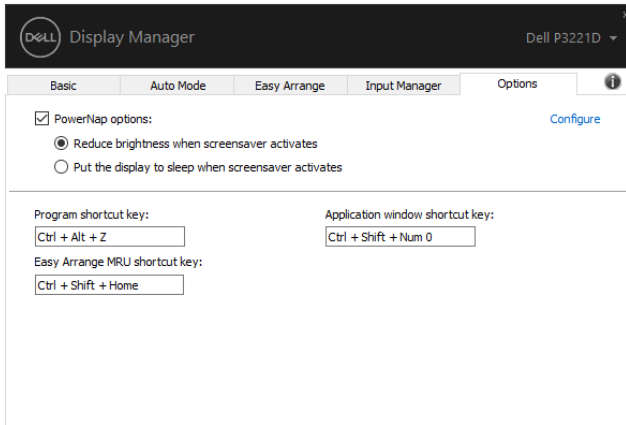 DELL Display Manager
Dell P3221D
Basic
Auto Mode
Easy Arrange
Input Manager
Options
PowerNap options:
Configure
Reduce brightness when screensaver activates
Put the display to sleep when screensaver activates
Program shortcut key:
Application window shortcut key:
Ctrl + Alt + Z
Ctrl + Shift + Num 0
Easy Arrange MRU shortcut key:
Ctrl + Shift + Home